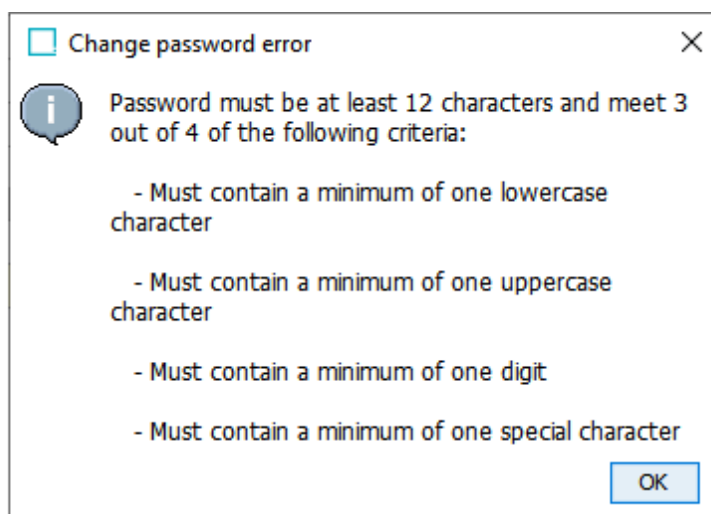 Change password error
Password must be at least 12 characters and meet 3
out of 4 of the following criteria:
- Must contain a minimum of one lowercase
character
- Must contain a minimum of one uppercase
character
- Must contain a minimum of one digit
- Must contain a minimum of one special character
OK